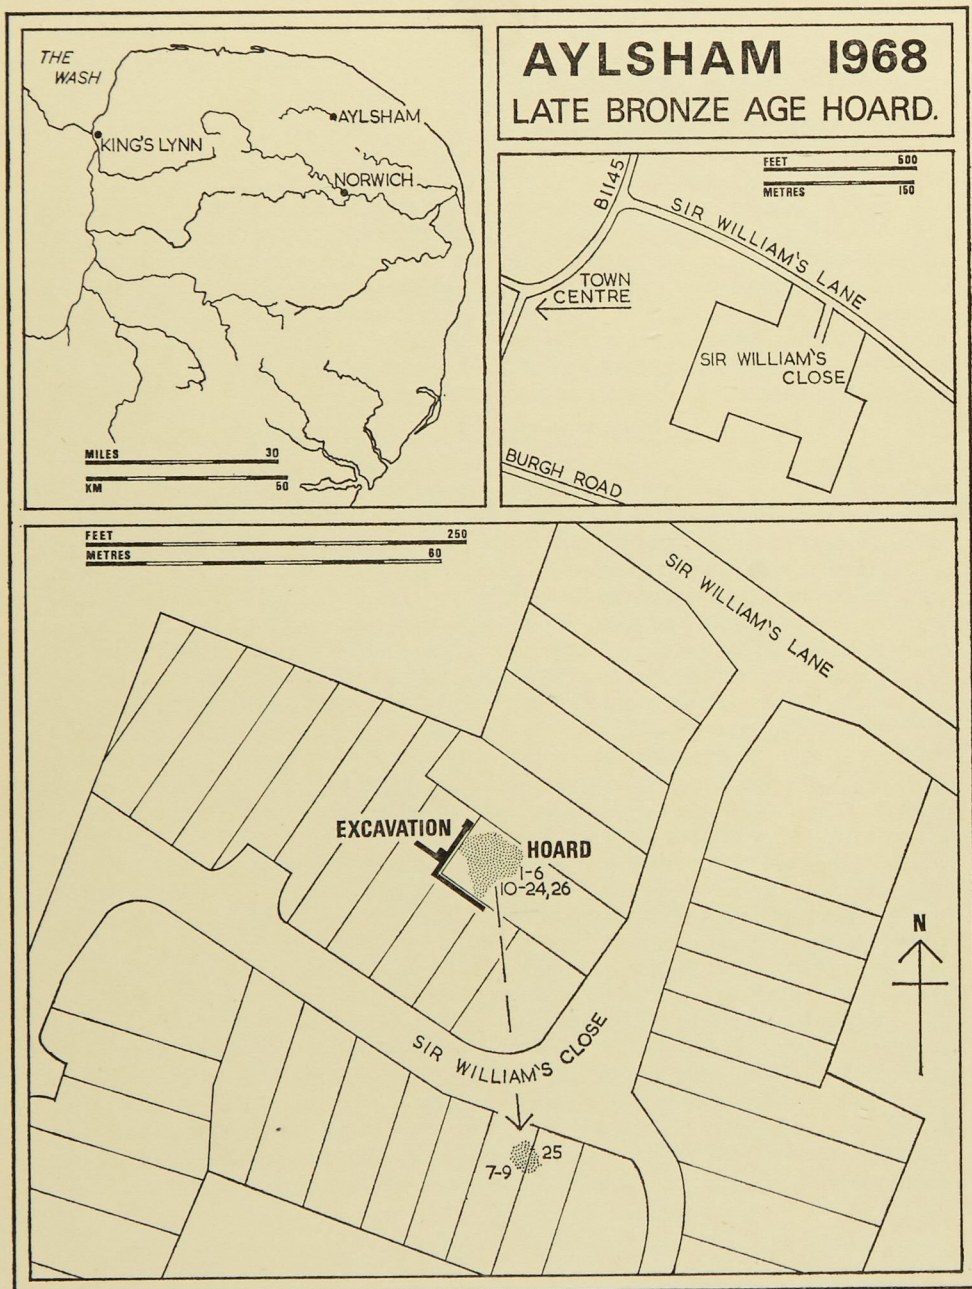 THE
WASH
KING'S LYNN
AYLSHAM
NORWICH
MILES 30
KM 50
AYLSHAM 1968
LATE BRONZE AGE HOARD.
FEET 500
METRES 150
B1145
SIR WILLIAM'S LANE
TOWN
CENTRE
SIR WILLIAM'S
CLOSE
BURGH ROAD
FEET 250
METRES 60
SIR WILLIAM'S LANE
EXCAVATION
HOARD
1-6
10-24,26
N
SIR WILLIAM'S CLOSE
25
7-9